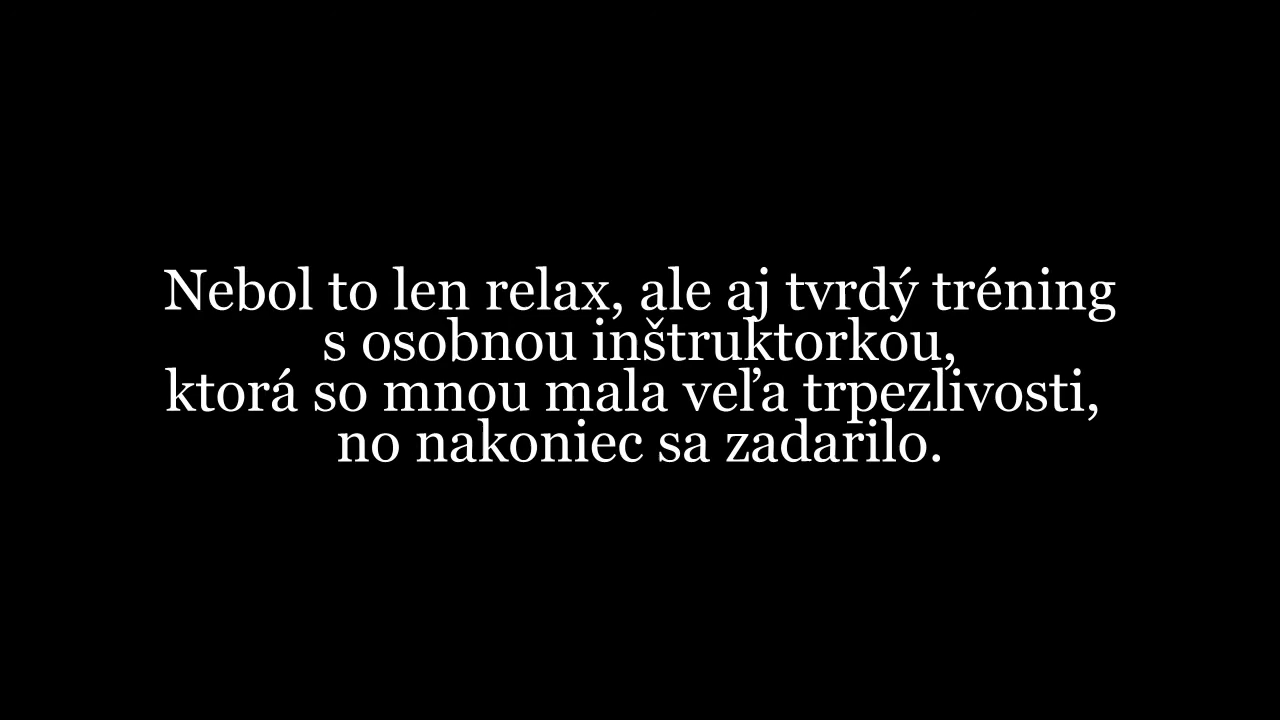 Nebol to len relax, ale aj tvrdý tréning
s osobnou inštruktorkou,
ktorá so mnou mala veľa trpezlivosti,
no nakoniec sa zadarilo.